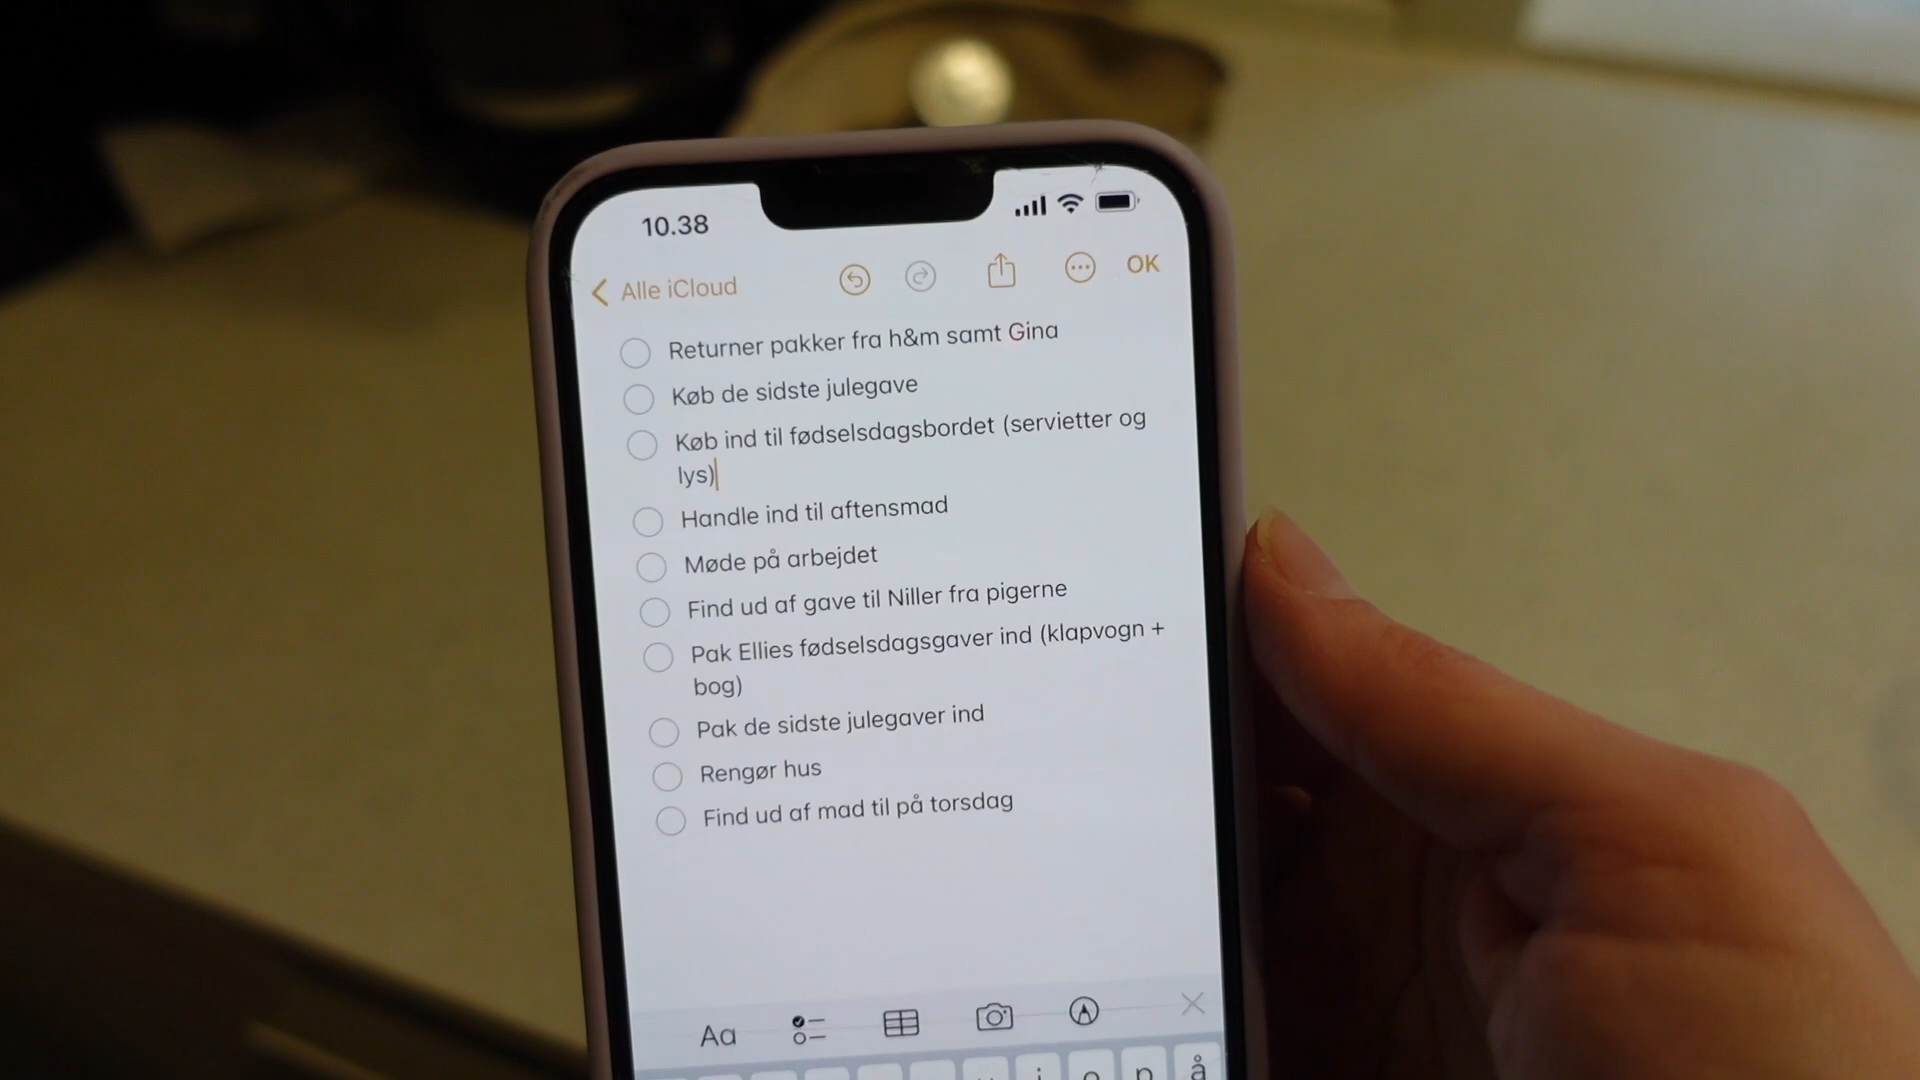 10.38
Alle iCloud
OK
Returner pakker fra h&m samt Gina
Køb de sidste julegave
Køb ind til fødselsdagsbordet (servietter og
lys)
Handle ind til aftensmad
Møde på arbejdet
Find ud af gave til Niller fra pigerne
Pak Ellies fødselsdagsgaver ind (klapvogn +
bog)
Pak de sidste julegaver ind
Rengør hus
Find ud af mad til på torsdag
Aa
i o p å